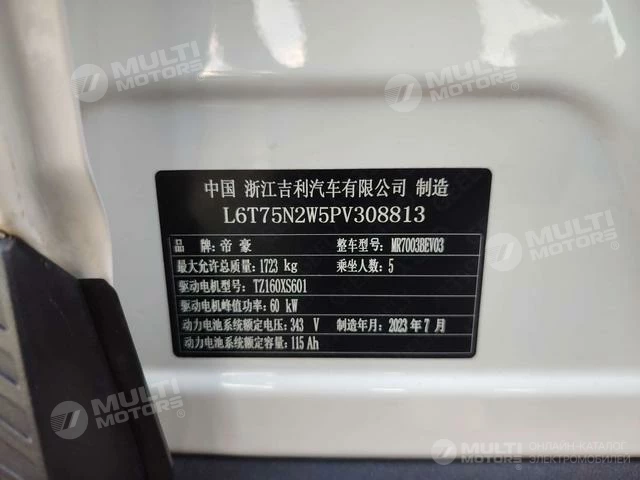 MULTI
MOTORS
MULTI
MOTORS
中国 浙江吉利汽车有限公司 制造
L6T75N2W5PV308813
品 牌:帝豪 整车型号:MR7003BEV03
最大允许总质量:1723 kg 乘坐人数:5
驱动电机型号:TZ160XS601
驱动电机峰值功率:60 kW
动力电池系统额定电压:343 V 制造年月:2023 年 7 月
动力电池系统额定容量:115 Ah
MULTI
MOTORS
MULTI
MOTORS
ОНЛАЙН-КАТАЛОГ
ЭЛЕКТРОМОБИЛЕЙ